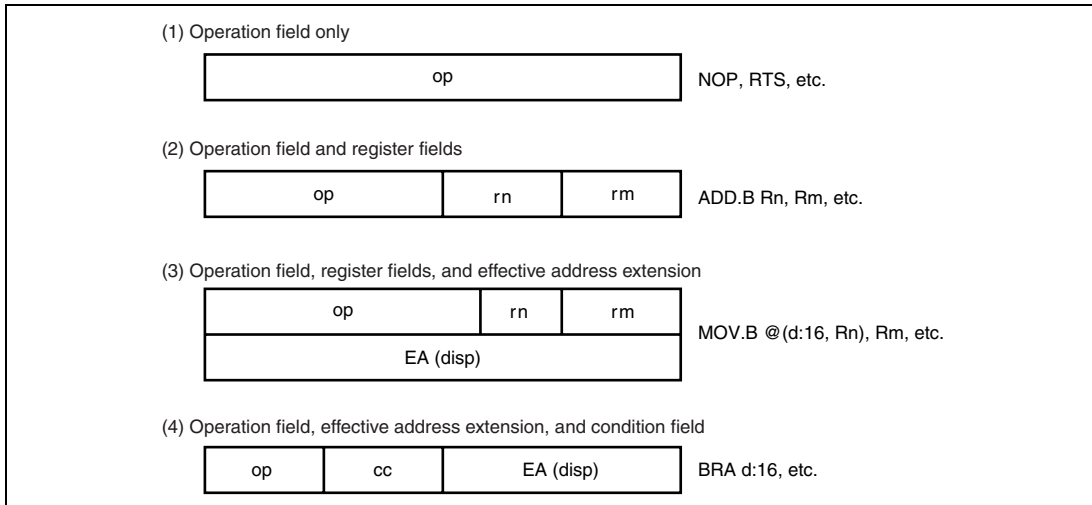 (1) Operation field only
op
NOP, RTS, etc.
(2) Operation field and register fields
op rn rm
ADD.B Rn, Rm, etc.
(3) Operation field, register fields, and effective address extension
op rn rm
MOV.B @(d:16, Rn), Rm, etc.
EA (disp)
(4) Operation field, effective address extension, and condition field
op cc EA (disp)
BRA d:16, etc.